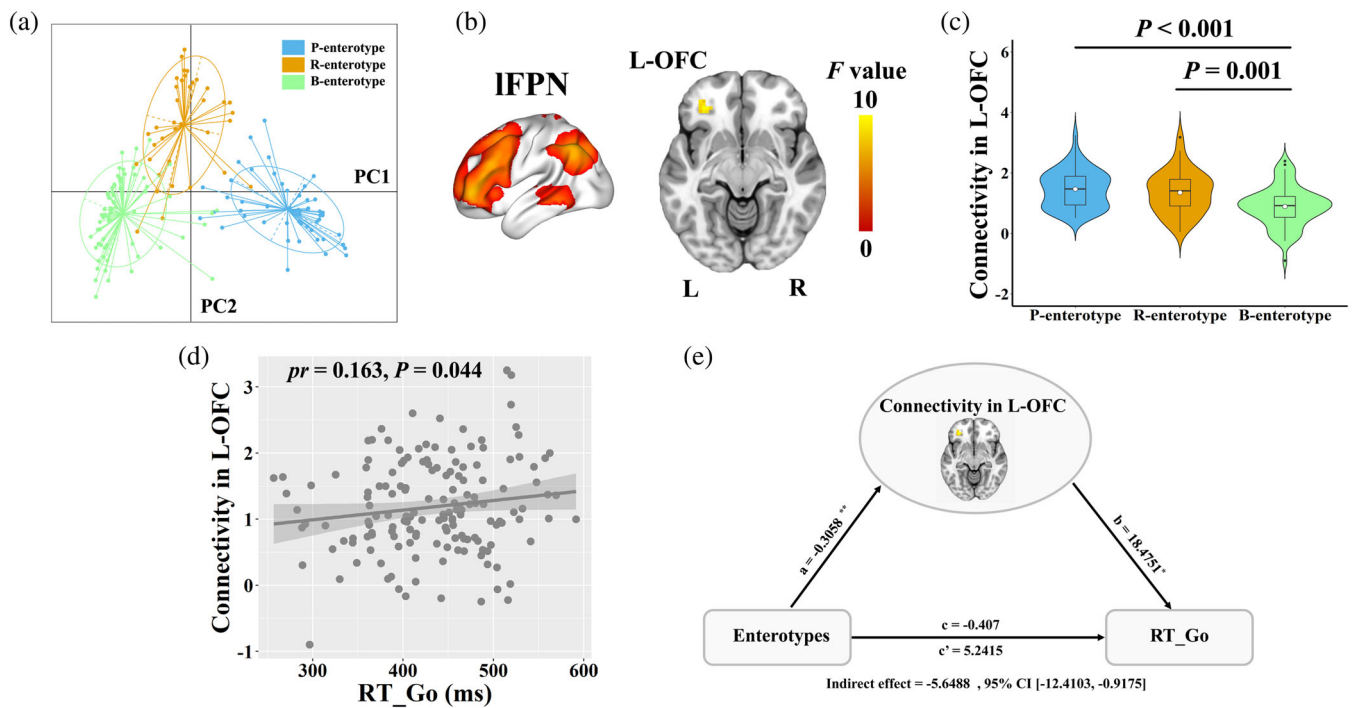 (a)
P-enterotype
R-enterotype
B-enterotype
PC1
PC2
(b)
lFPN
L-OFC
F value
10
0
L
R
(c)
P < 0.001
P = 0.001
Connectivity in L-OFC
6
4
2
0
-2
P-enterotype
R-enterotype
B-enterotype
(d)
pr = 0.163, P = 0.044
Connectivity in L-OFC
3
2
1
0
-1
300
400
500
600
RT_Go (ms)
(e)
Connectivity in L-OFC
a = -0.3058 **
b = 18.4751*
Enterotypes
c = -0.407
c' = 5.2415
RT_Go
Indirect effect = -5.6488 , 95% CI [-12.4103, -0.9175]